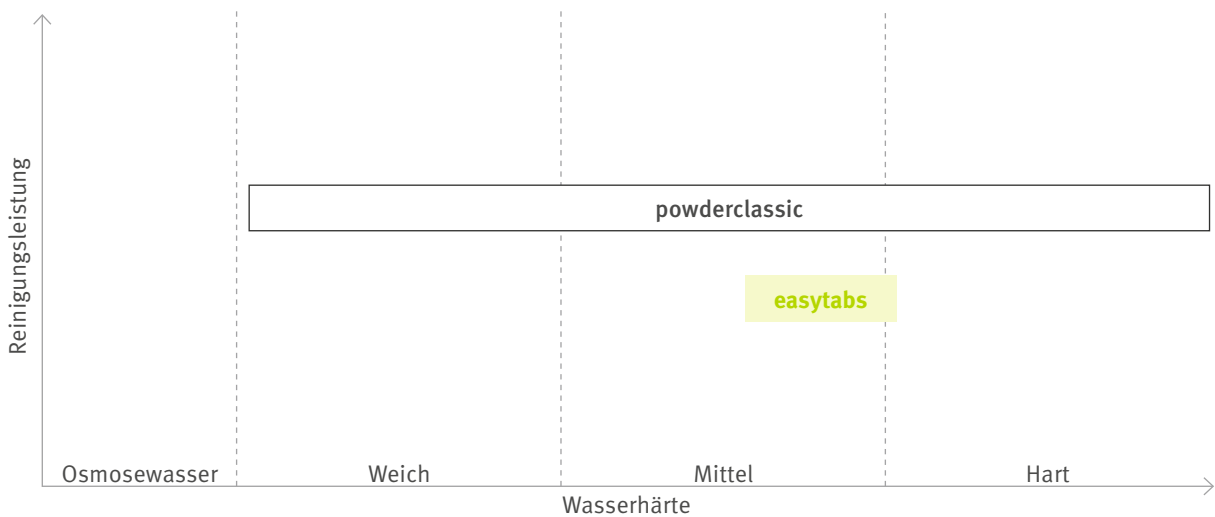 Reinigungsleistung
powderclassic
easytabs
Osmosewasser
Weich
Mittel
Hart
Wasserhärte